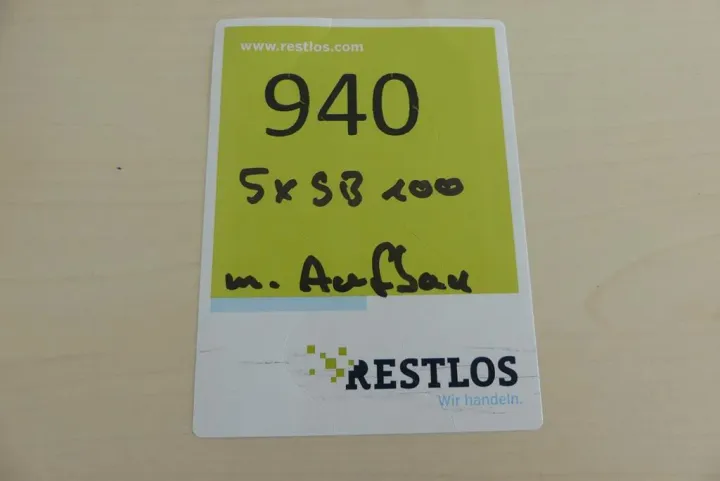 www.restlos.com
940
5x SB 100
m. Aufbau
RESTLOS
Wir handeln.